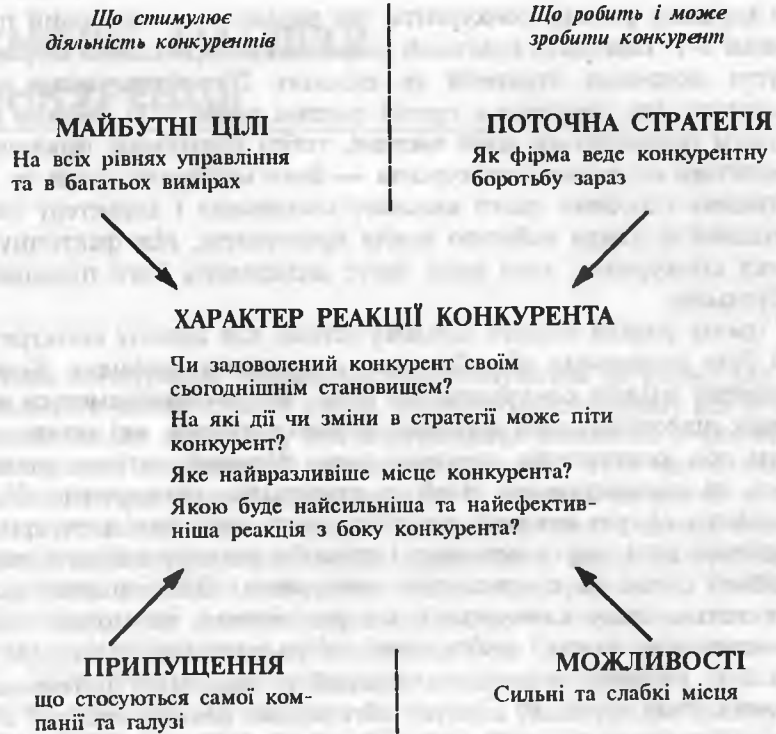 Що стимулює
діяльність конкурентів
Що робить і може
зробити конкурент
МАЙБУТНІ ЦІЛІ
На всіх рівнях управління
та в багатьох вимірах
ПОТОЧНА СТРАТЕГІЯ
Як фірма веде конкурентну
боротьбу зараз
ХАРАКТЕР РЕАКЦІЇ КОНКУРЕНТА
Чи задоволений конкурент своїм
сьогоднішнім становищем?
На які дії чи зміни в стратегії може піти
конкурент?
Яке найвразливіше місце конкурента?
Якою буде найсильніша та найефектив-
ніша реакція з боку конкурента?
ПРИПУЩЕННЯ
що стосуються самої ком-
панії та галузі
МОЖЛИВОСТІ
Сильні та слабкі місця